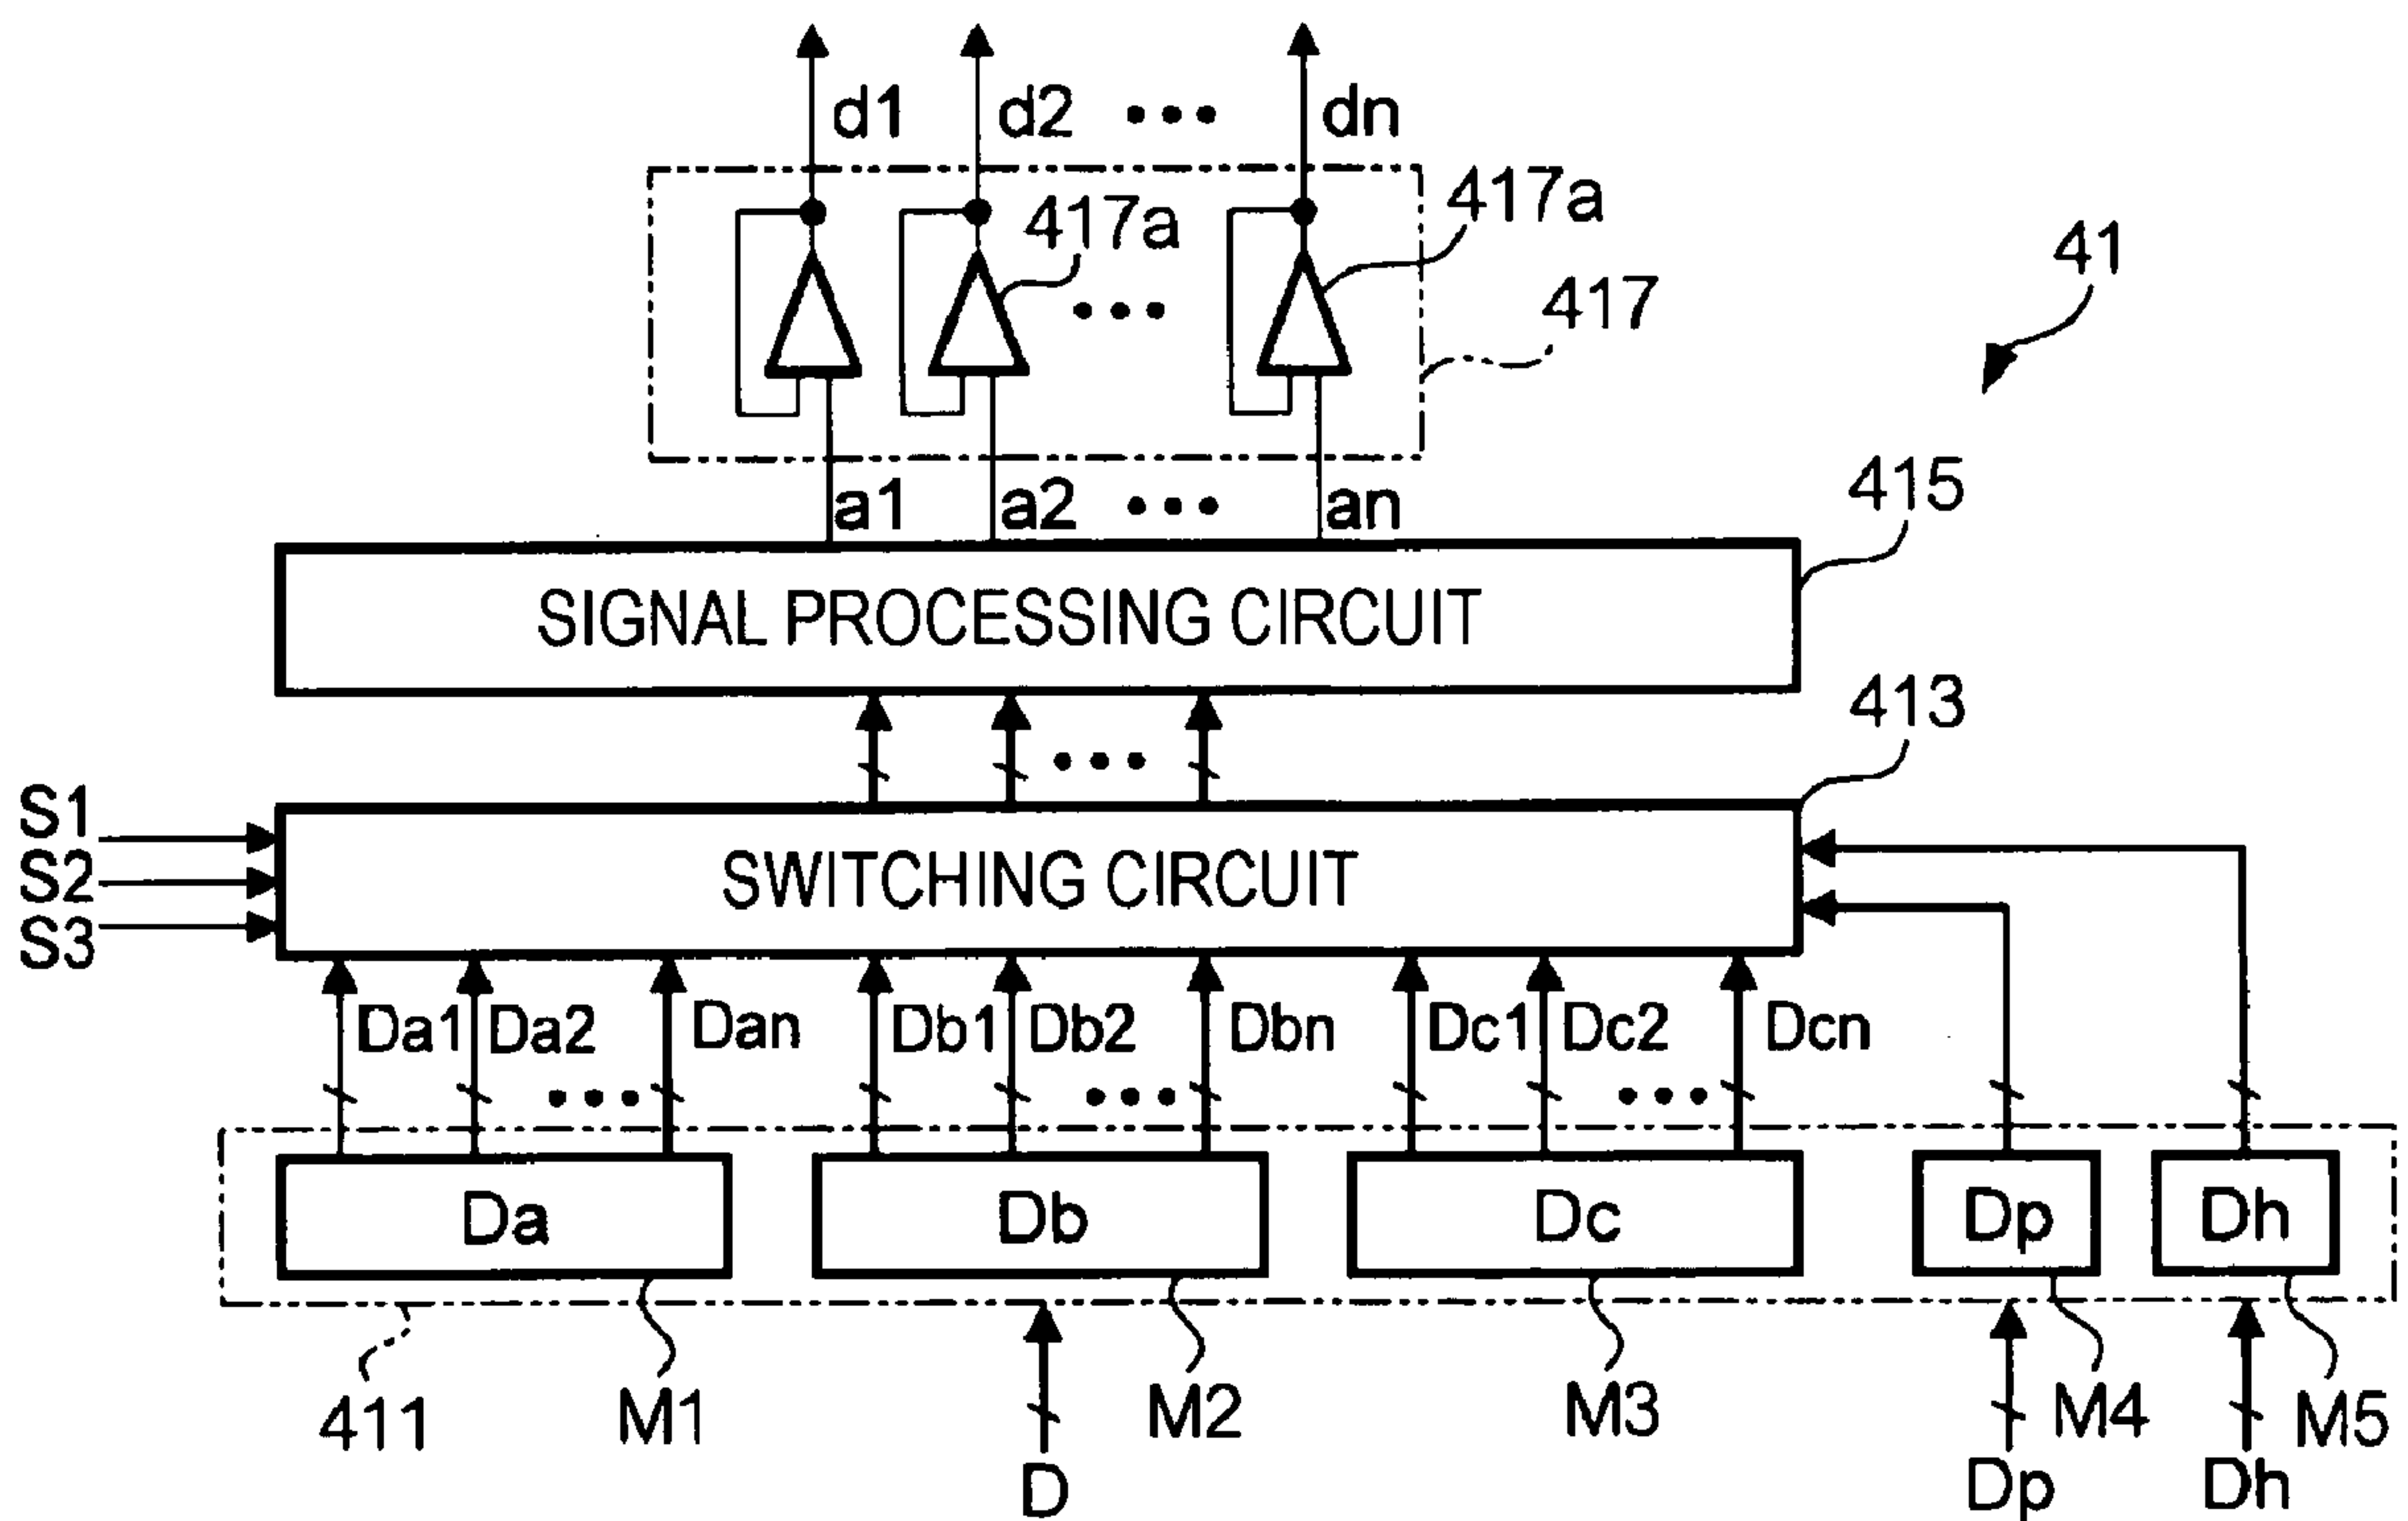 d1 d2 ••• dn
417a 417a
41
••• 417
a1 a2 ••• an
415
SIGNAL PROCESSING CIRCUIT
413
•••
S1
S2
S3
SWITCHING CIRCUIT
Da1 Da2 Dan Db1 Db2 Dbn Dc1 Dc2 Dcn
••• ••• •••
Da Db Dc Dp Dh
411 M1 M2 M3 M4 M5
D Dp Dh